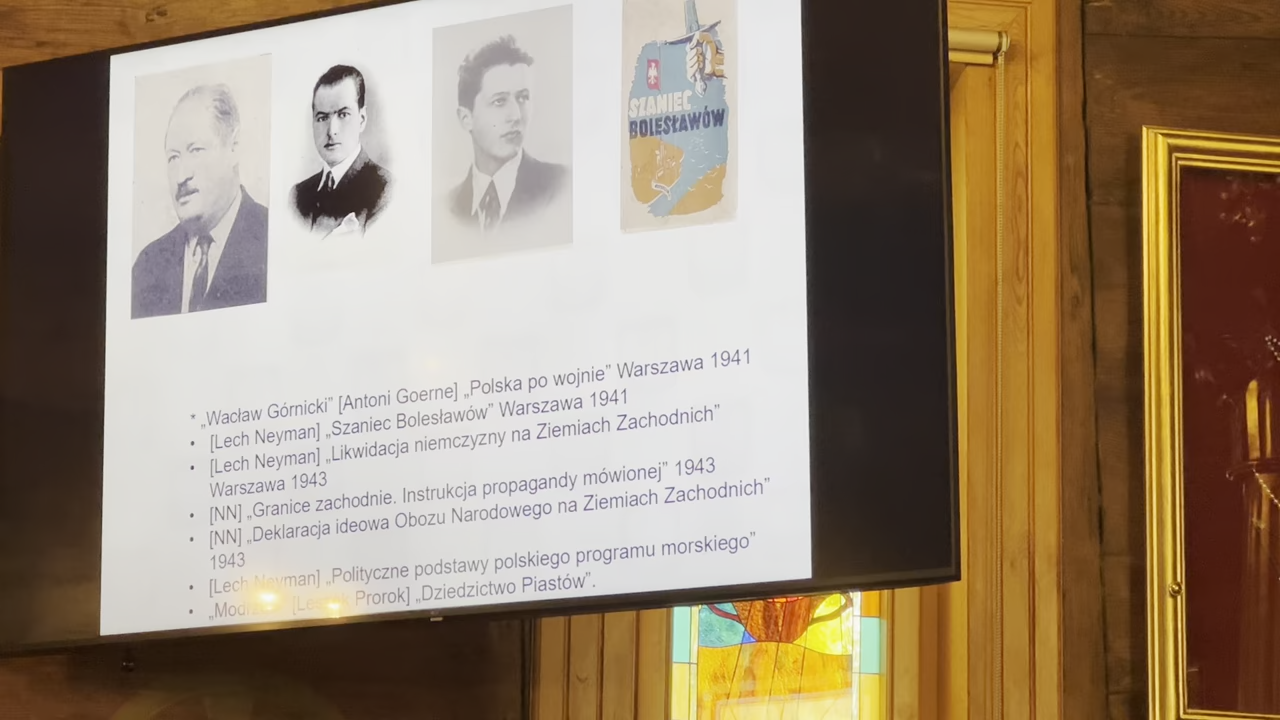 SZANIEC
BOLESŁAWÓW
* „Wacław Górnicki” [Antoni Goerne] „Polska po wojnie” Warszawa 1941
• [Lech Neyman] „Szaniec Bolesławów” Warszawa 1941
• [Lech Neyman] „Likwidacja niemczyzny na Ziemiach Zachodnich”
Warszawa 1943
• [NN] „Granice zachodnie. Instrukcja propagandy mówionej” 1943
• [NN] „Deklaracja ideowa Obozu Narodowego na Ziemiach Zachodnich”
1943
• [Lech Neyman] „Polityczne podstawy polskiego programu morskiego”
• Prorok] „Dziedzictwo Piastów”.